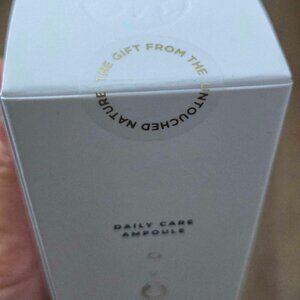 THE GIFT FROM THE UNTOUCHED NATURE
DAILY CARE
AMPOULE